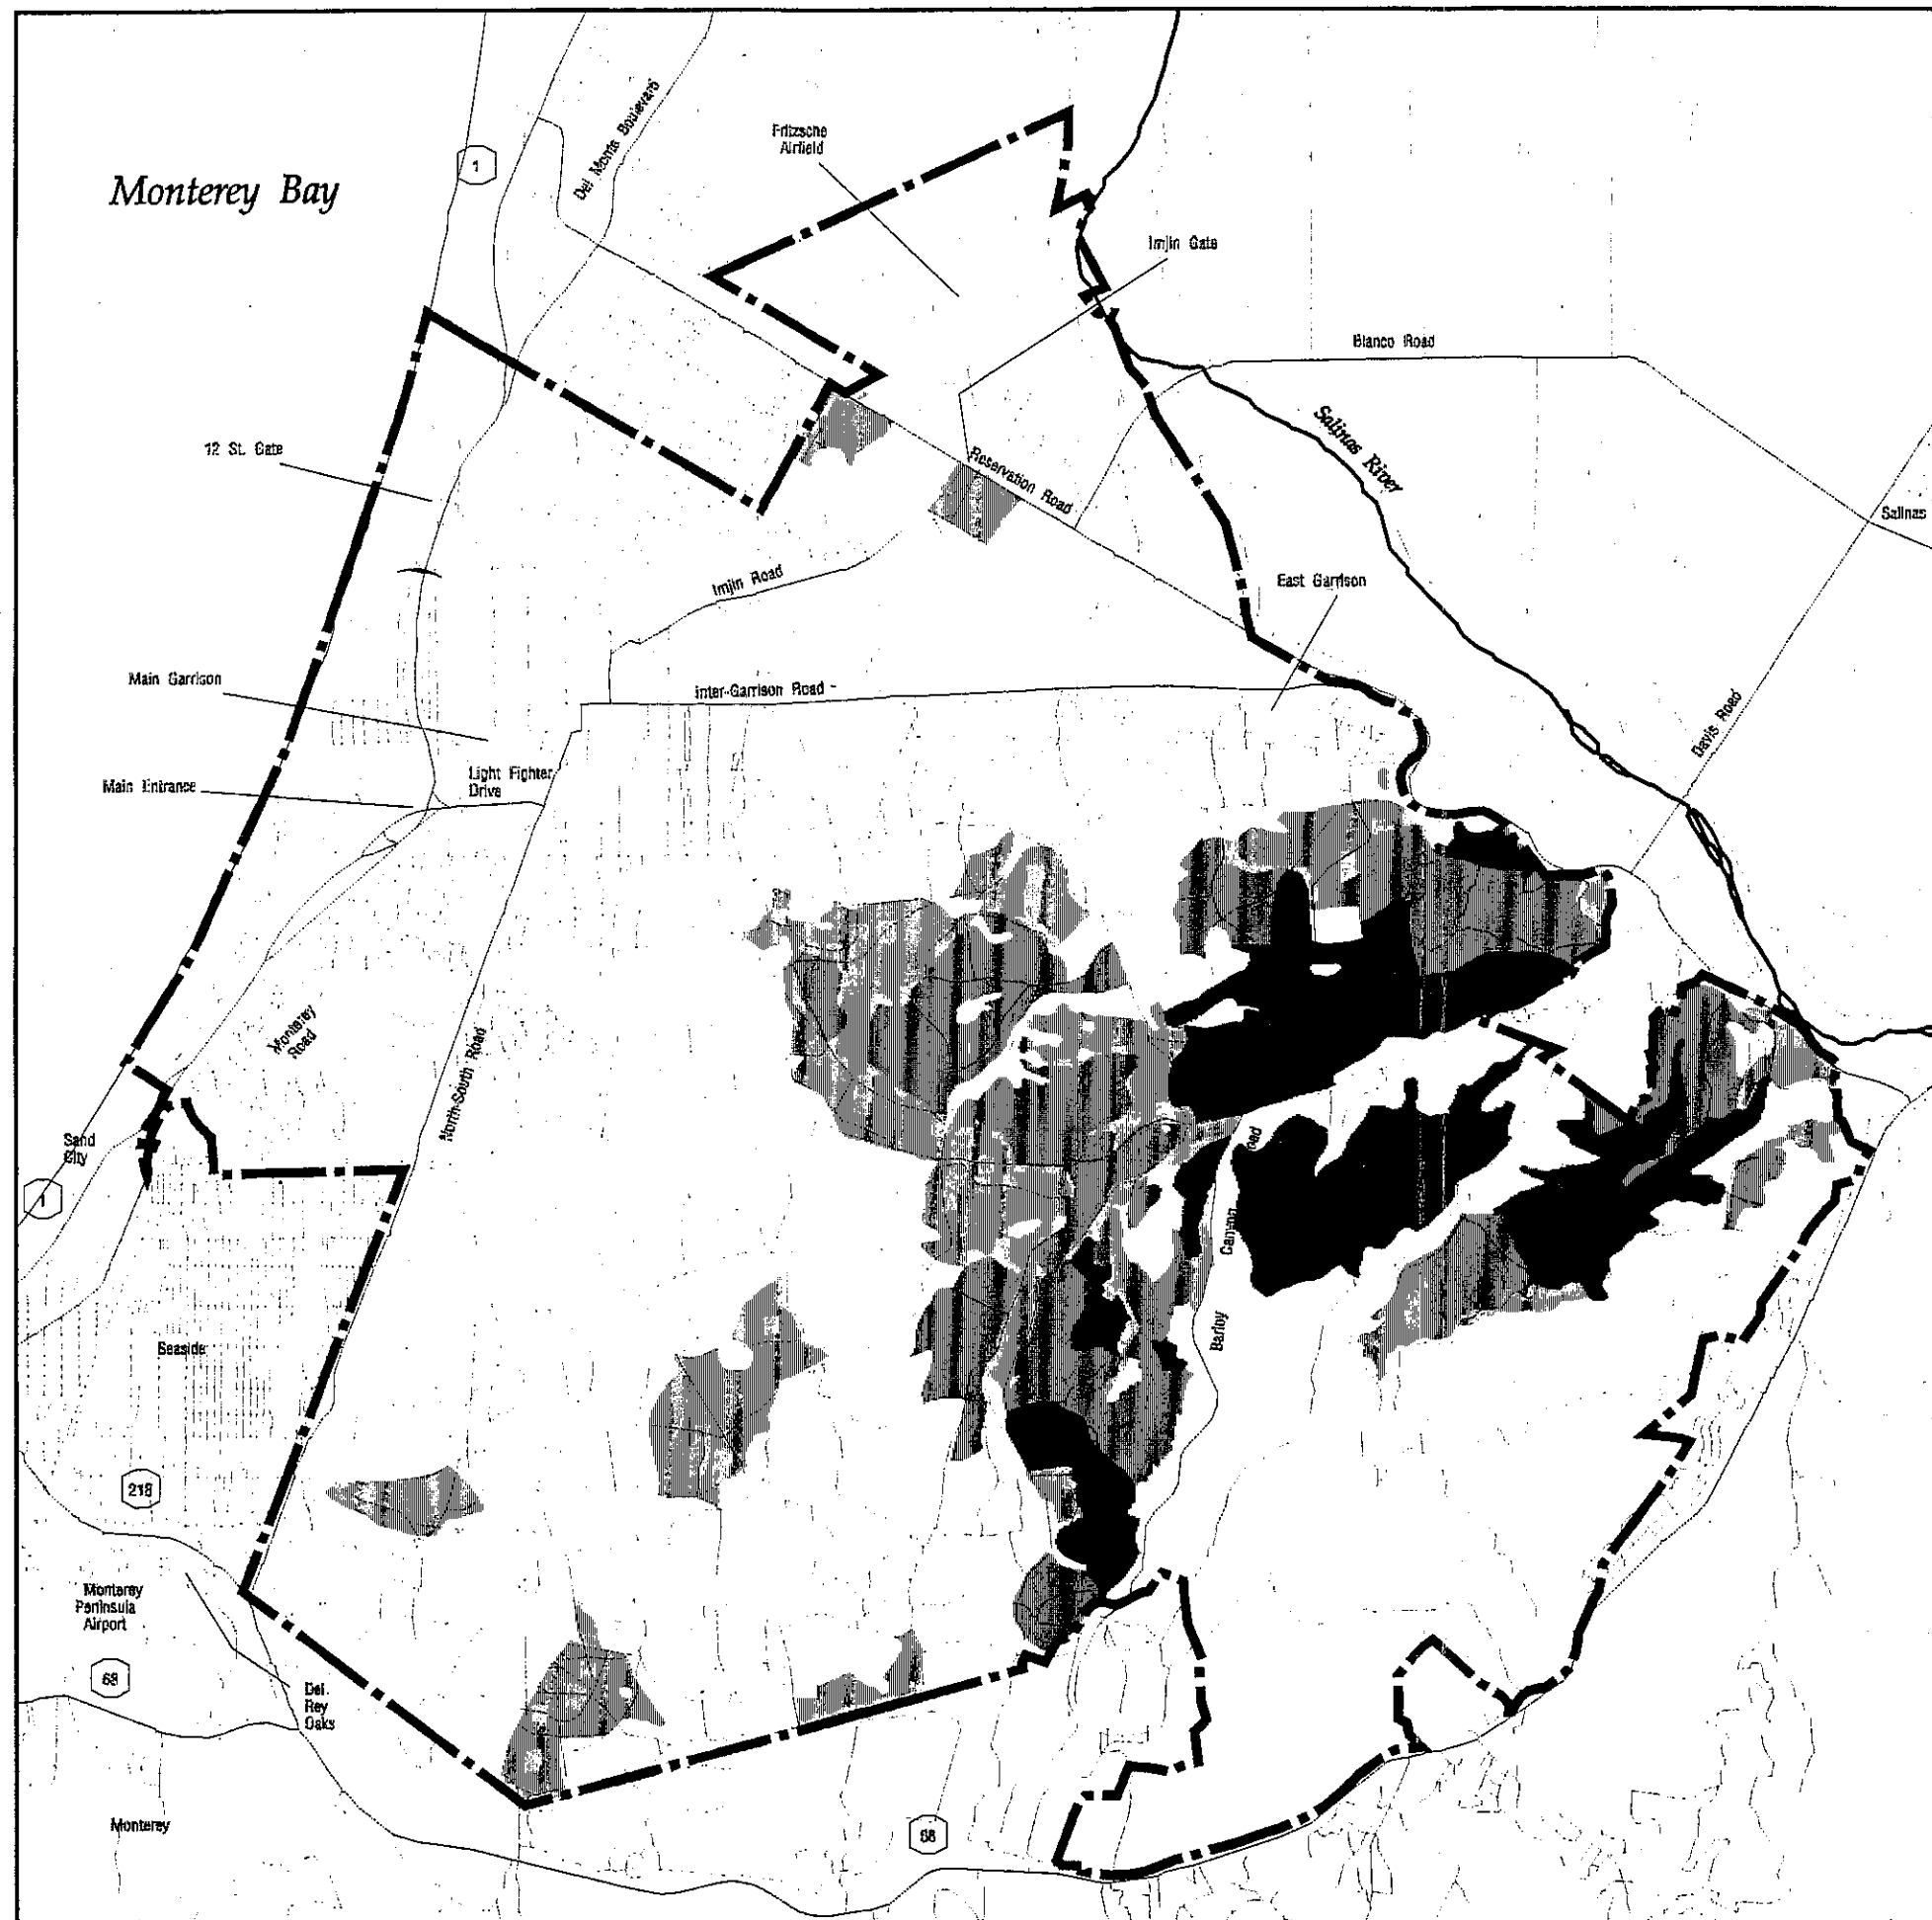 Monterey Bay
1
Del Monte Boulevard
Fritzsche
Airfield
Imjin Gate
Blanco Road
Salinas River
12 St. Gate
Reservation Road
Salinas
Imjin Road
East Garrison
Main Garrison
Inter-Garrison Road
Davis Road
Main Entrance
Light Fighter
Drive
Monterey
Road
North-South Road
Sand
City
1
Barloy Canyon Road
Seaside
218
Monterey
Peninsula
Airport
68
Del
Rey
Oaks
Monterey
68